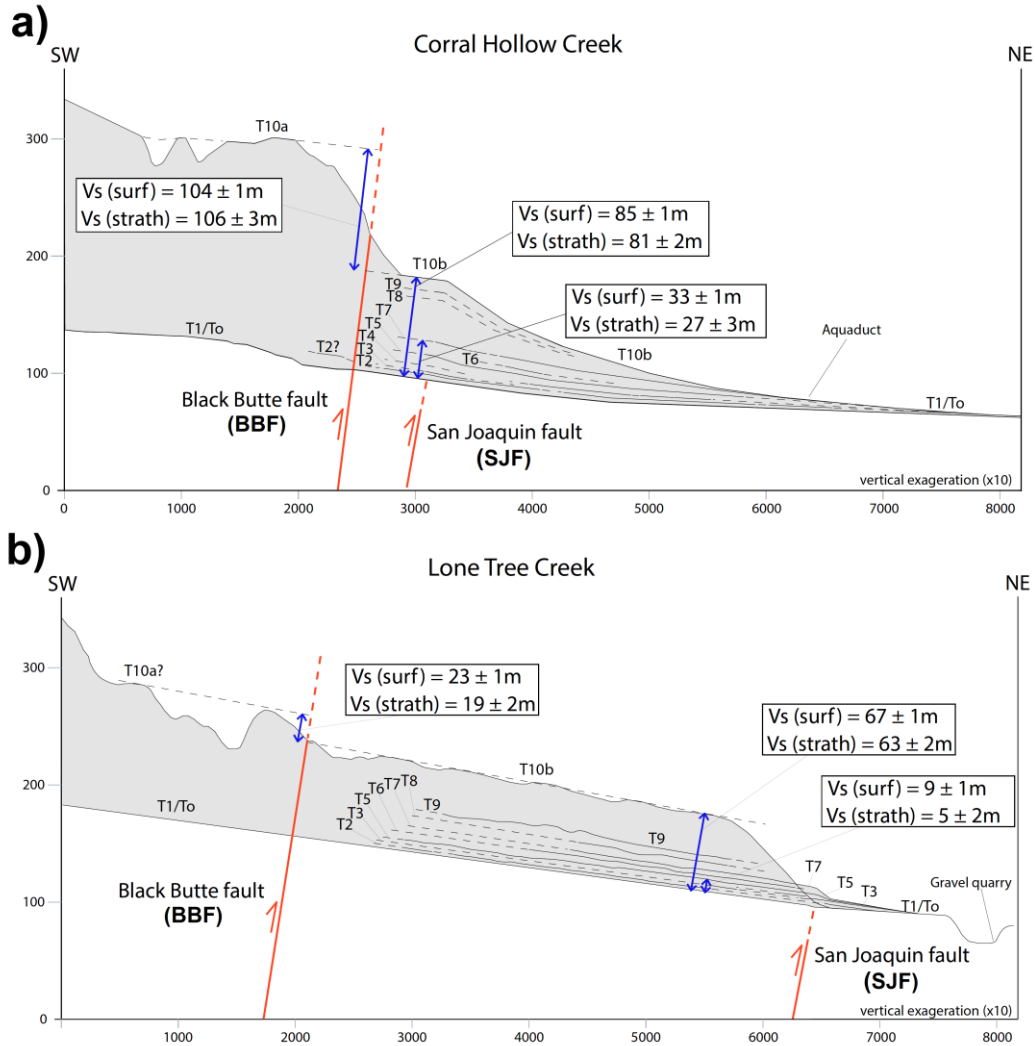 a)
Corral Hollow Creek
SW
NE
300
200
100
0
T10a
Vs (surf) = 104 ± 1m
Vs (strath) = 106 ± 3m
Vs (surf) = 85 ± 1m
Vs (strath) = 81 ± 2m
T10b
T9
T8
T7
Vs (surf) = 33 ± 1m
Vs (strath) = 27 ± 3m
T5
T4
T3
T2
T2?
T1/To
T6
T10b
Aquaduct
T1/To
Black Butte fault
(BBF)
San Joaquin fault
(SJF)
vertical exageration (x10)
0
1000
2000
3000
4000
5000
6000
7000
8000
b)
Lone Tree Creek
SW
NE
300
200
100
0
T10a?
Vs (surf) = 23 ± 1m
Vs (strath) = 19 ± 2m
Vs (surf) = 67 ± 1m
Vs (strath) = 63 ± 2m
T10b
T8
T7
T6
T5
T3
T2
T9
Vs (surf) = 9 ± 1m
Vs (strath) = 5 ± 2m
T1/To
T9
T7
T5
T3
T1/To
Gravel quarry
Black Butte fault
(BBF)
San Joaquin fault
(SJF)
vertical exageration (x10)
1000
2000
3000
4000
5000
6000
7000
8000